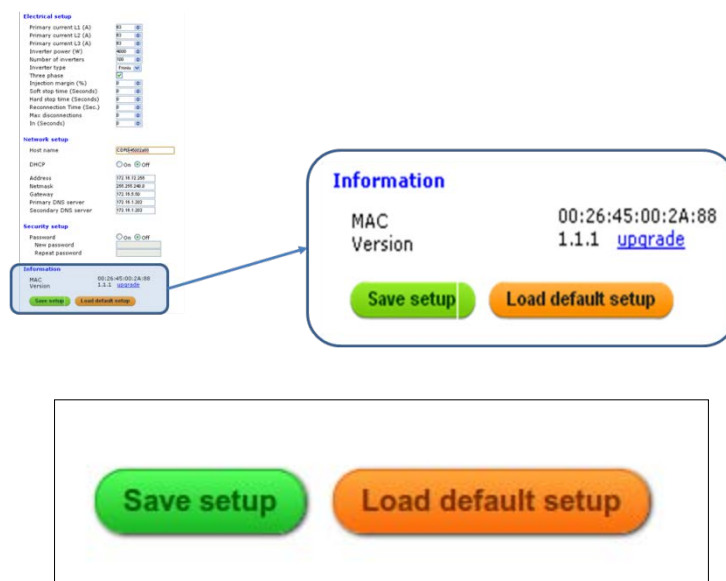 Electrical setup
Primary current L1 (A)
Primary current L2 (A)
Primary current L3 (A)
Inverter power (W)
Number of inverters
Inverter type
Three phase
Injection margin (%)
Soft stop time (Seconds)
Hard stop time (Seconds)
Reconnection Time (Sec.)
Max disconnections
In (Seconds)
Network setup
Host name
DHCP On Off
Address
Netmask
Gateway
Primary DNS server
Secondary DNS server
Security setup
Password On Off
New password
Repeat password
Information
MAC 00:26:45:00:2A:88
Version 1.1.1 upgrade
Save setup Load default setup
Information
MAC 00:26:45:00:2A:88
Version 1.1.1 upgrade
Save setup Load default setup
Save setup Load default setup